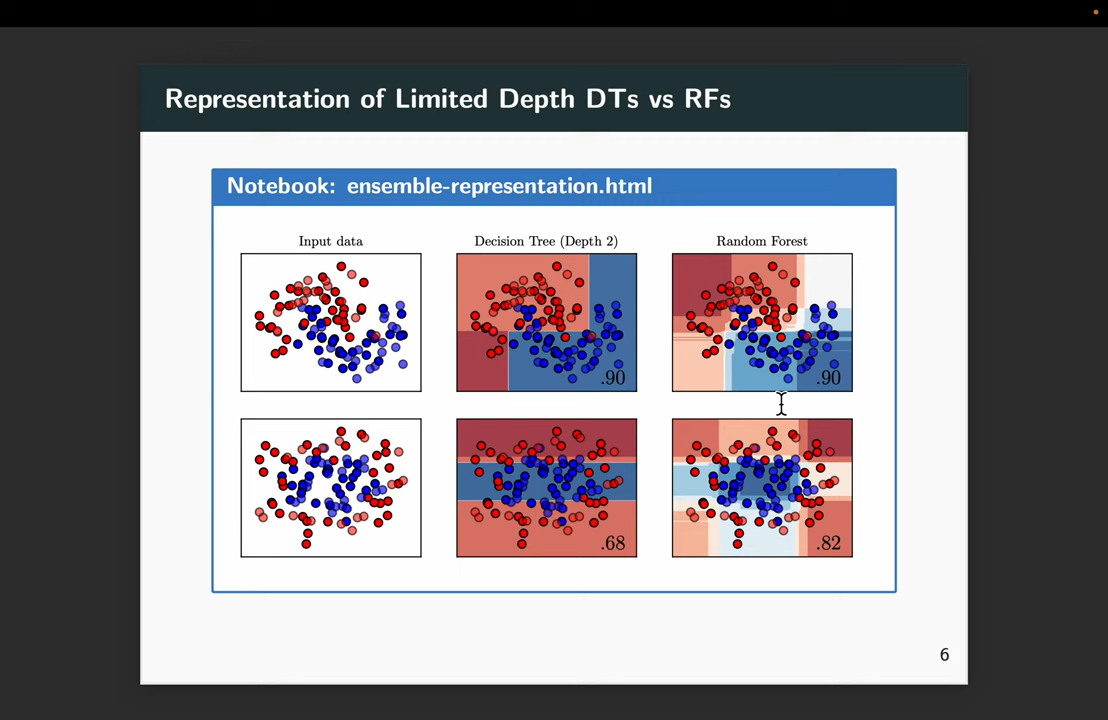 Representation of Limited Depth DTs vs RFs
Notebook: ensemble-representation.html
Input data
Decision Tree (Depth 2)
Random Forest
.90
.90
.68
.82
6